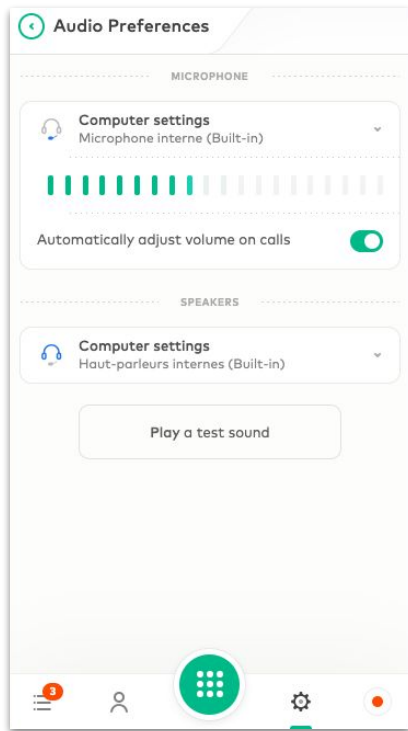 Audio Preferences
MICROPHONE
Computer settings
Microphone interne (Built-in)
Automatically adjust volume on calls
SPEAKERS
Computer settings
Haut-parleurs internes (Built-in)
Play a test sound
3